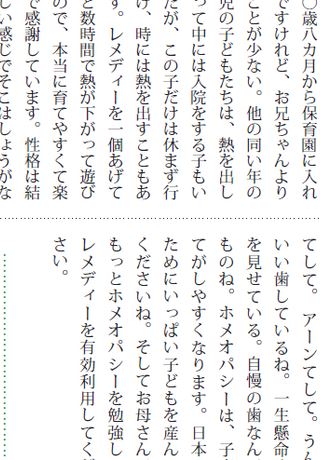 〇歳八カ月から保育園に入れ
ですけれど、お兄ちゃんより
ことが少ない。他の同い年の
児の子どもたちは、熱を出し
って中には入院をする子もい
だが、この子だけは休まず行
け、時には熱を出すこともあ
す。レメディーを一個あげて
と数時間で熱が下がって遊び
ので、本当に育てやすくて楽
で感謝しています。性格は結
しい感じでそこはしょうがな
てして。アーンてして。うん
いい歯しているね。一生懸命
を見せている。自慢の歯なん
ものね。ホメオパシーは、子
てがしやすくなります。日本
ためにいっぱい子どもを産ん
くださいね。そしてお母さん
もっとホメオパシーを勉強し
レメディーを有効利用してくだ
さい。